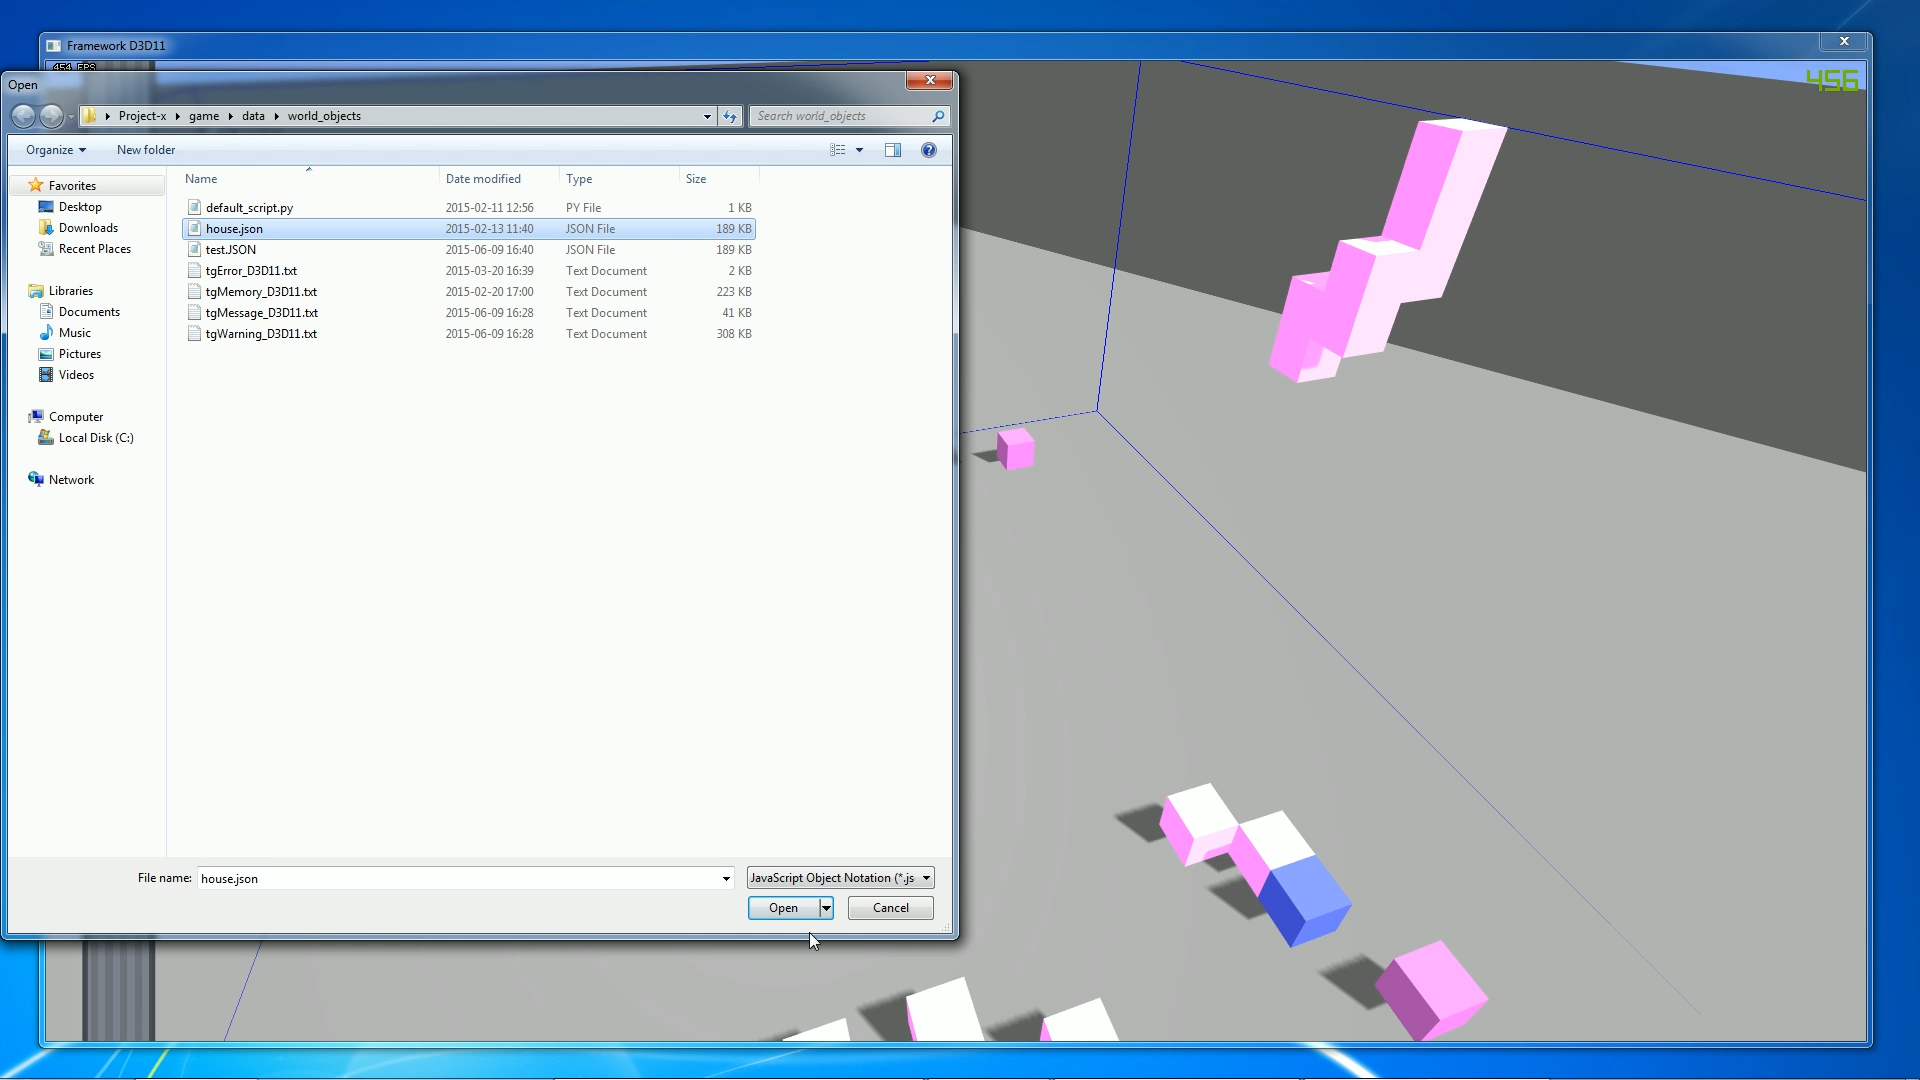 Framework D3D11
454 FPS
456
Open
Project-x game data world_objects
Search world_objects
Organize New folder
Name Date modified Type Size
Favorites
Desktop
Downloads
Recent Places
Libraries
Documents
Music
Pictures
Videos
Computer
Local Disk (C:)
Network
default_script.py 2015-02-11 12:56 PY File 1 KB
house.json 2015-02-13 11:40 JSON File 189 KB
test.JSON 2015-06-09 16:40 JSON File 189 KB
tgError_D3D11.txt 2015-03-20 16:39 Text Document 2 KB
tgMemory_D3D11.txt 2015-02-20 17:00 Text Document 223 KB
tgMessage_D3D11.txt 2015-06-09 16:28 Text Document 41 KB
tgWarning_D3D11.txt 2015-06-09 16:28 Text Document 308 KB
File name: house.json JavaScript Object Notation (*.js
Open Cancel